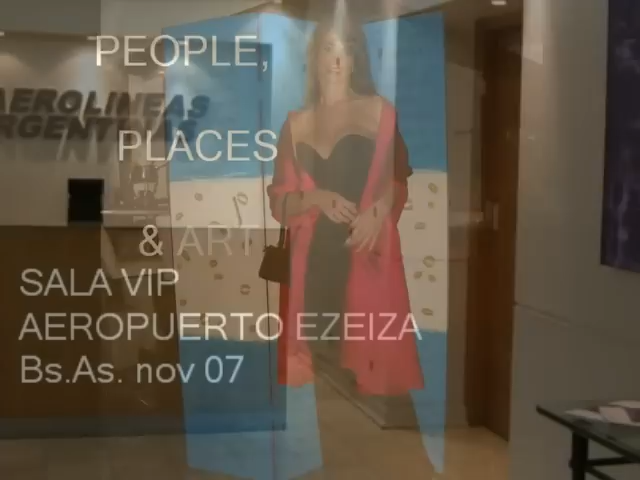 PEOPLE,
AEROLINEAS
ARGENTINAS
PLACES
& ART
SALA VIP
AEROPUERTO EZEIZA
Bs.As. nov 07